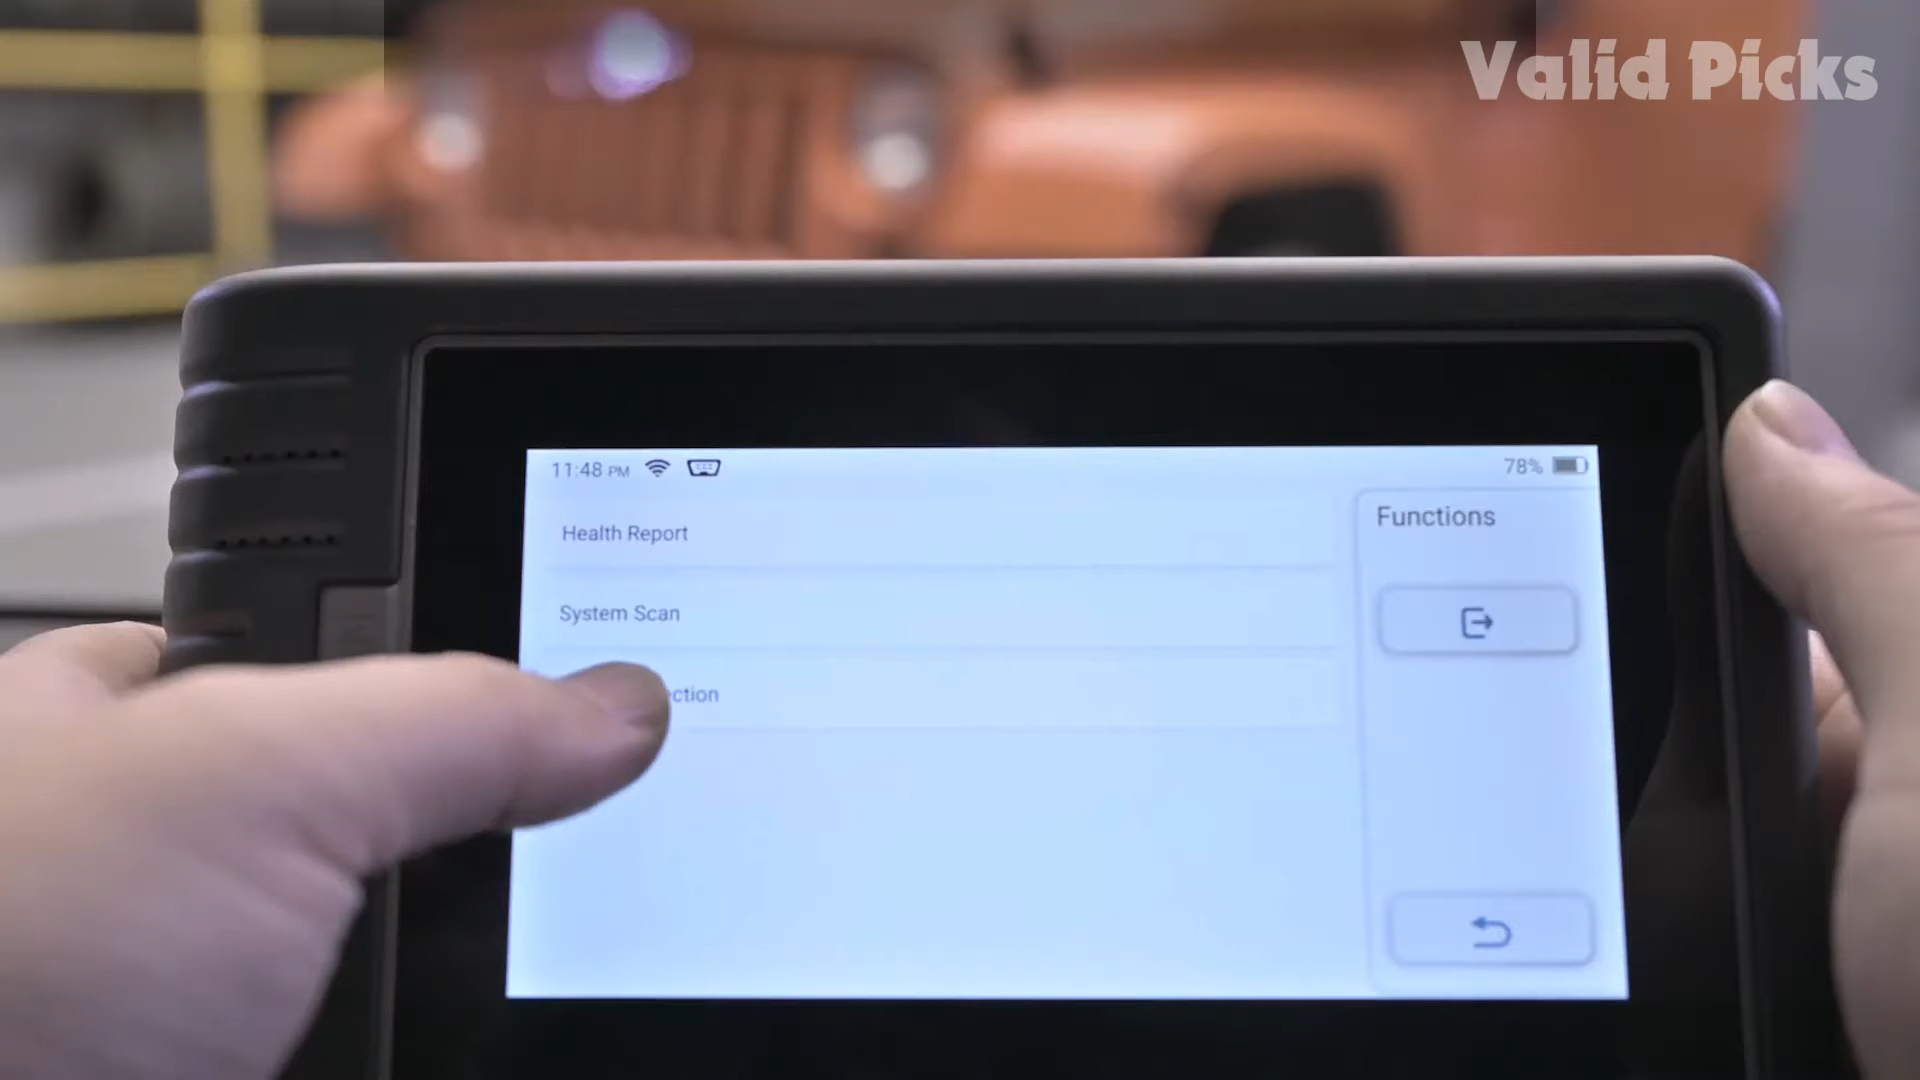 Valid Picks
11:48 PM
78%
Health Report
Functions
System Scan
ction